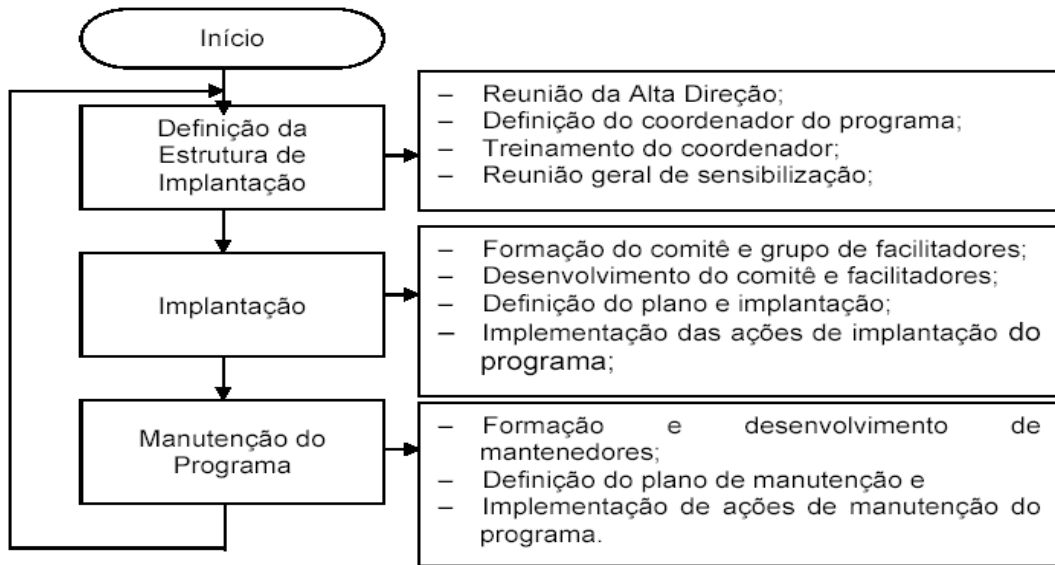 Início
Definição da
Estrutura de
Implantação
– Reunião da Alta Direção;
– Definição do coordenador do programa;
– Treinamento do coordenador;
– Reunião geral de sensibilização;
Implantação
– Formação do comitê e grupo de facilitadores;
– Desenvolvimento do comitê e facilitadores;
– Definição do plano e implantação;
– Implementação das ações de implantação do
programa;
Manutenção do
Programa
– Formação e desenvolvimento de
mantenedores;
– Definição do plano de manutenção e
– Implementação de ações de manutenção do
programa.